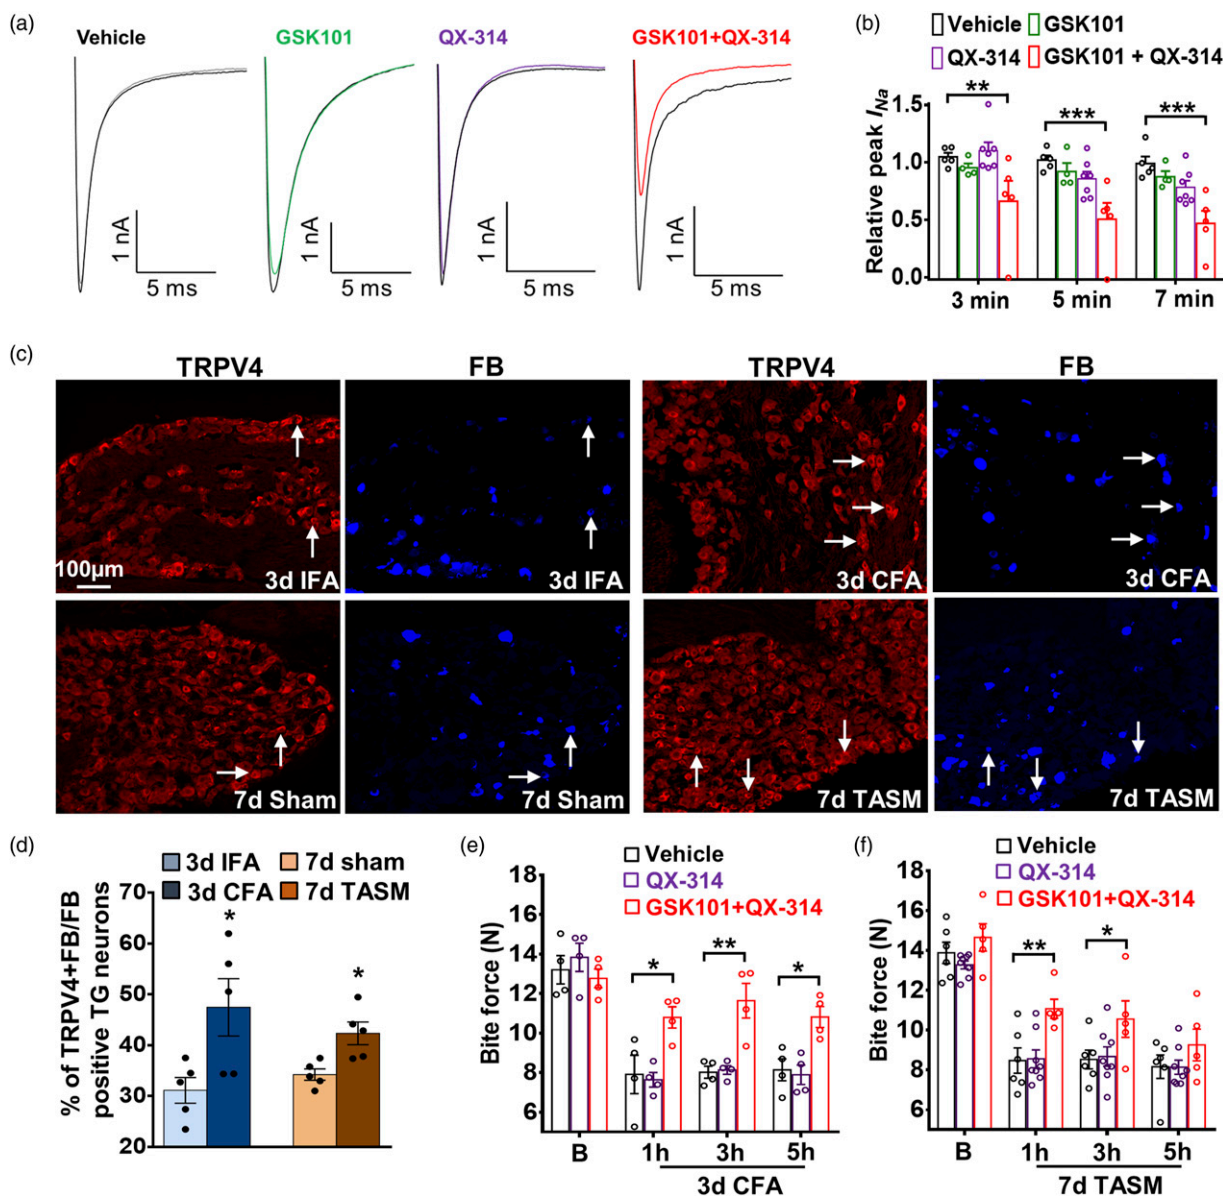 (a)
Vehicle
GSK101
QX-314
GSK101+QX-314
1 nA
5 ms
1 nA
5 ms
1 nA
5 ms
1 nA
5 ms
(b)
Vehicle GSK101
QX-314 GSK101 + QX-314
Relative peak INa
1.5
1.0
0.5
0.0
** *** ***
3 min 5 min 7 min
(c)
TRPV4 FB TRPV4 FB
100µm
3d IFA 3d IFA 3d CFA 3d CFA
7d Sham 7d Sham 7d TASM 7d TASM
(d)
3d IFA 7d sham
3d CFA 7d TASM
% of TRPV4+FB/FB
positive TG neurons
70
60
50
40
30
20
* *
(e)
Vehicle
QX-314
GSK101+QX-314
Bite force (N)
18
16
14
12
10
8
6
* ** *
B 1h 3h 5h
3d CFA
(f)
Vehicle
QX-314
GSK101+QX-314
Bite force (N)
18
16
14
12
10
8
6
** *
B 1h 3h 5h
7d TASM